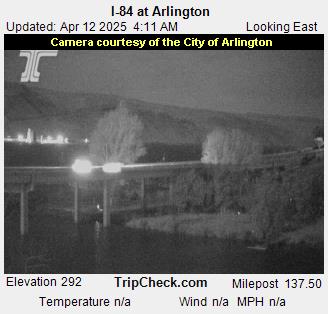 I-84 at Arlington
Updated: Apr 12 2025 4:11 AM Looking East
Camera courtesy of the City of Arlington
Elevation 292 TripCheck.com Milepost 137.50
Temperature n/a Wind n/a MPH n/a